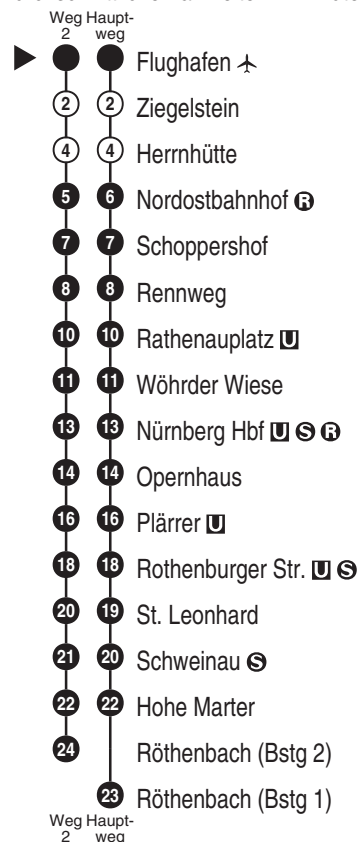 Weg Haupt-
2 weg
Flughafen
2 2 Ziegelstein
4 4 Herrnhütte
5 6 Nordostbahnhof R
7 7 Schoppershof
8 8 Rennweg
10 10 Rathenauplatz U
11 11 Wöhrder Wiese
13 13 Nürnberg Hbf U S R
14 14 Opernhaus
16 16 Plärrer U
18 18 Rothenburger Str. U S
20 19 St. Leonhard
21 20 Schweinau S
22 22 Hohe Marter
24 Röthenbach (Bstg 2)
23 Röthenbach (Bstg 1)
Weg Haupt-
2 weg